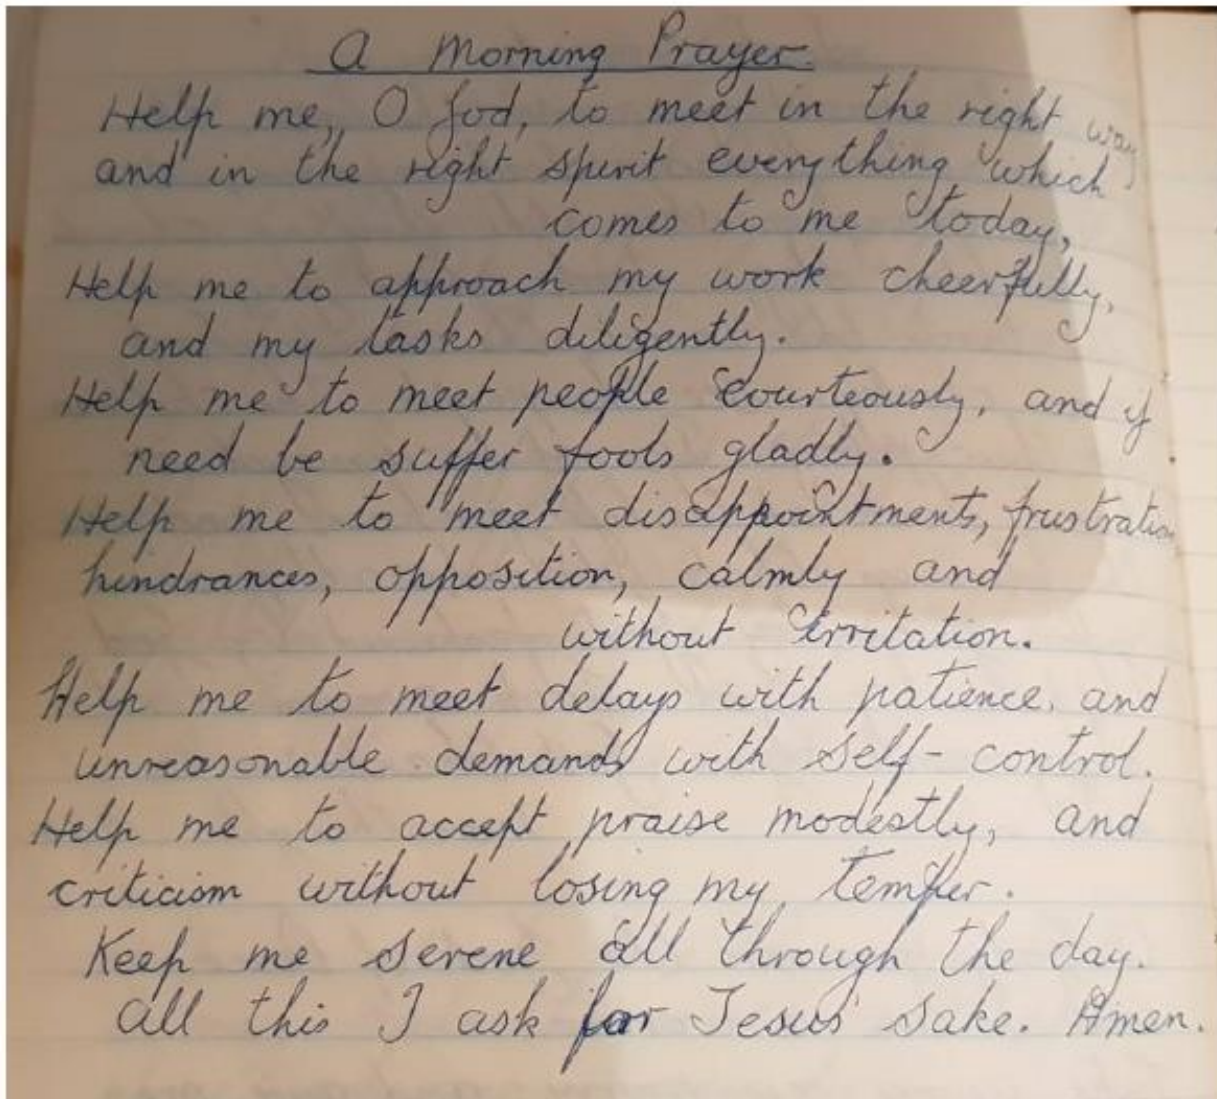 A Morning Prayer.
Help me, O God, to meet in the right way
and in the right spirit everything which
comes to me today,
Help me to approach my work cheerfully,
and my tasks diligently.
Help me to meet people courteously, and if
need be suffer fools gladly.
Help me to meet disappointments, frustration
hindrances, opposition, calmly and
without irritation.
Help me to meet delays with patience, and
unreasonable demands with self-control.
Help me to accept praise modestly, and
criticism without losing my temper.
Keep me serene all through the day.
All this I ask for Jesus' sake. Amen.